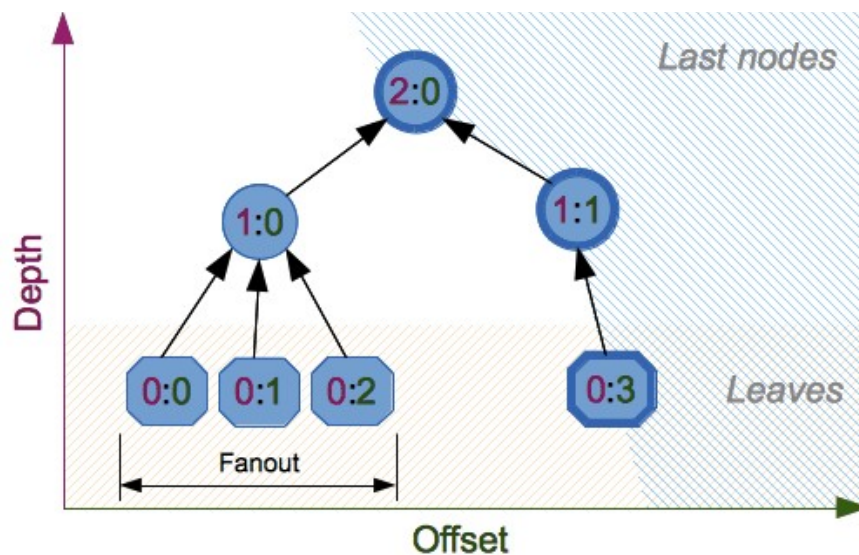 Last nodes
2:0
1:0
1:1
Depth
0:0 0:1 0:2 0:3
Leaves
Fanout
Offset